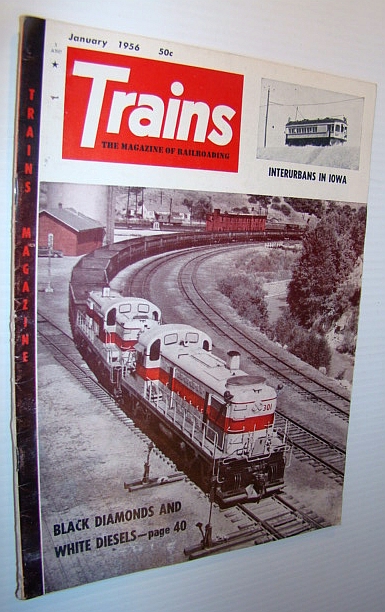 January 1956 50c
Trains
THE MAGAZINE OF RAILROADING
INTERURBANS IN IOWA
TRAINS MAGAZINE
301
BLACK DIAMONDS AND
WHITE DIESELS—page 40